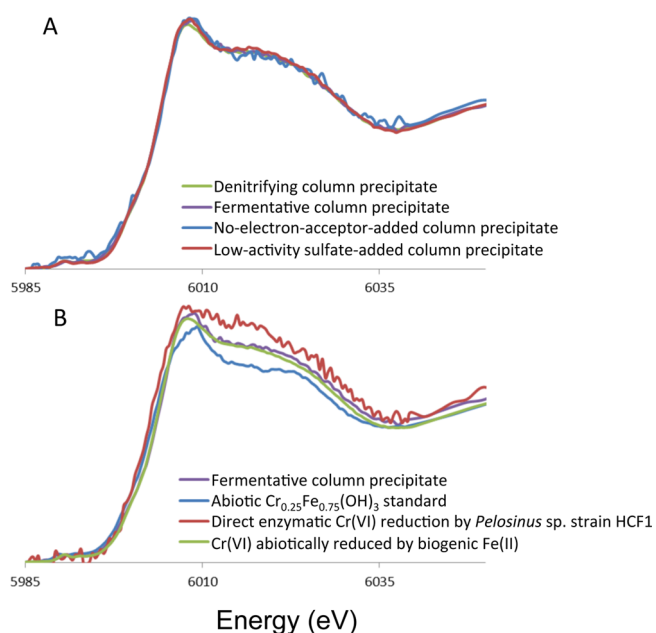 A
Denitrifying column precipitate
Fermentative column precipitate
No-electron-acceptor-added column precipitate
Low-activity sulfate-added column precipitate
5985 6010 6035
B
Fermentative column precipitate
Abiotic Cr₀.₂₅Fe₀.₇₅(OH)₃ standard
Direct enzymatic Cr(VI) reduction by Pelosinus sp. strain HCF1
Cr(VI) abiotically reduced by biogenic Fe(II)
5985 6010 6035
Energy (eV)